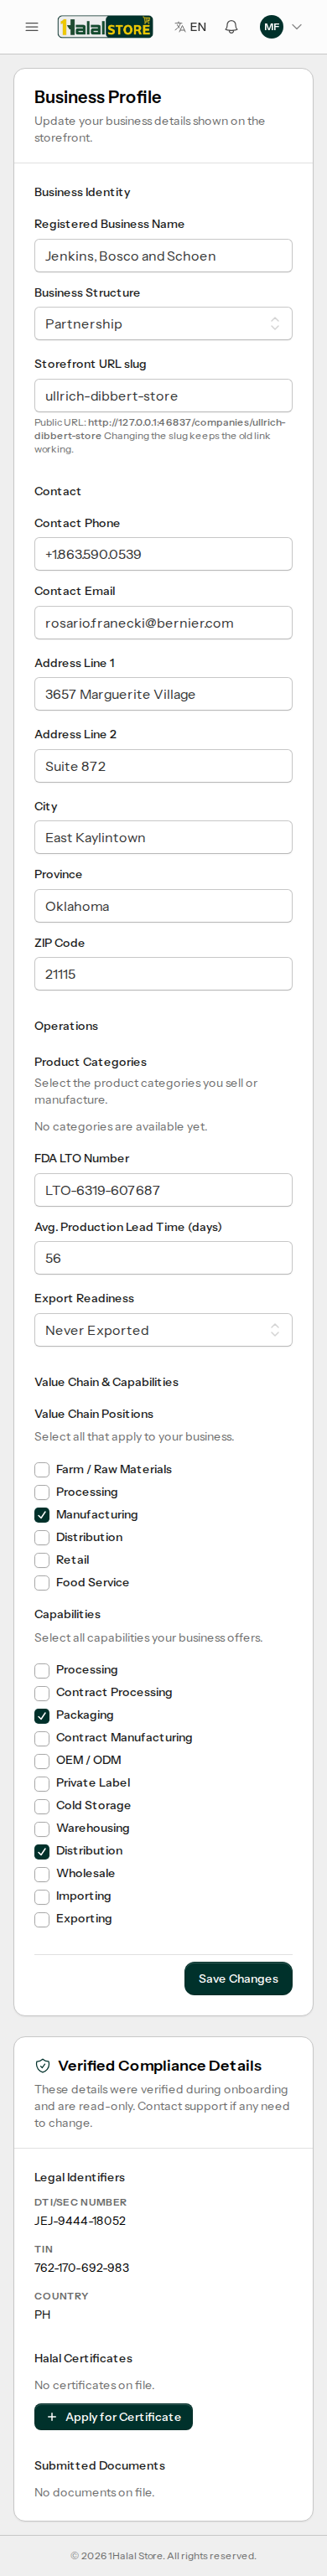 1Halal STORE
EN
MF
Business Profile
Update your business details shown on the
storefront.
Business Identity
Registered Business Name
Jenkins, Bosco and Schoen
Business Structure
Partnership
Storefront URL slug
ullrich-dibbert-store
Public URL: http://127.0.0.1:46837/companies/ullrich-
dibbert-store Changing the slug keeps the old link
working.
Contact
Contact Phone
+1.863.590.0539
Contact Email
rosario.franecki@bernier.com
Address Line 1
3657 Marguerite Village
Address Line 2
Suite 872
City
East Kaylintown
Province
Oklahoma
ZIP Code
21115
Operations
Product Categories
Select the product categories you sell or
manufacture.
No categories are available yet.
FDA LTO Number
LTO-6319-607687
Avg. Production Lead Time (days)
56
Export Readiness
Never Exported
Value Chain & Capabilities
Value Chain Positions
Select all that apply to your business.
Farm / Raw Materials
Processing
Manufacturing
Distribution
Retail
Food Service
Capabilities
Select all capabilities your business offers.
Processing
Contract Processing
Packaging
Contract Manufacturing
OEM / ODM
Private Label
Cold Storage
Warehousing
Distribution
Wholesale
Importing
Exporting
Save Changes
Verified Compliance Details
These details were verified during onboarding
and are read-only. Contact support if any need
to change.
Legal Identifiers
DTI/SEC NUMBER
JEJ-9444-18052
TIN
762-170-692-983
COUNTRY
PH
Halal Certificates
No certificates on file.
+ Apply for Certificate
Submitted Documents
No documents on file.
© 2026 1Halal Store. All rights reserved.